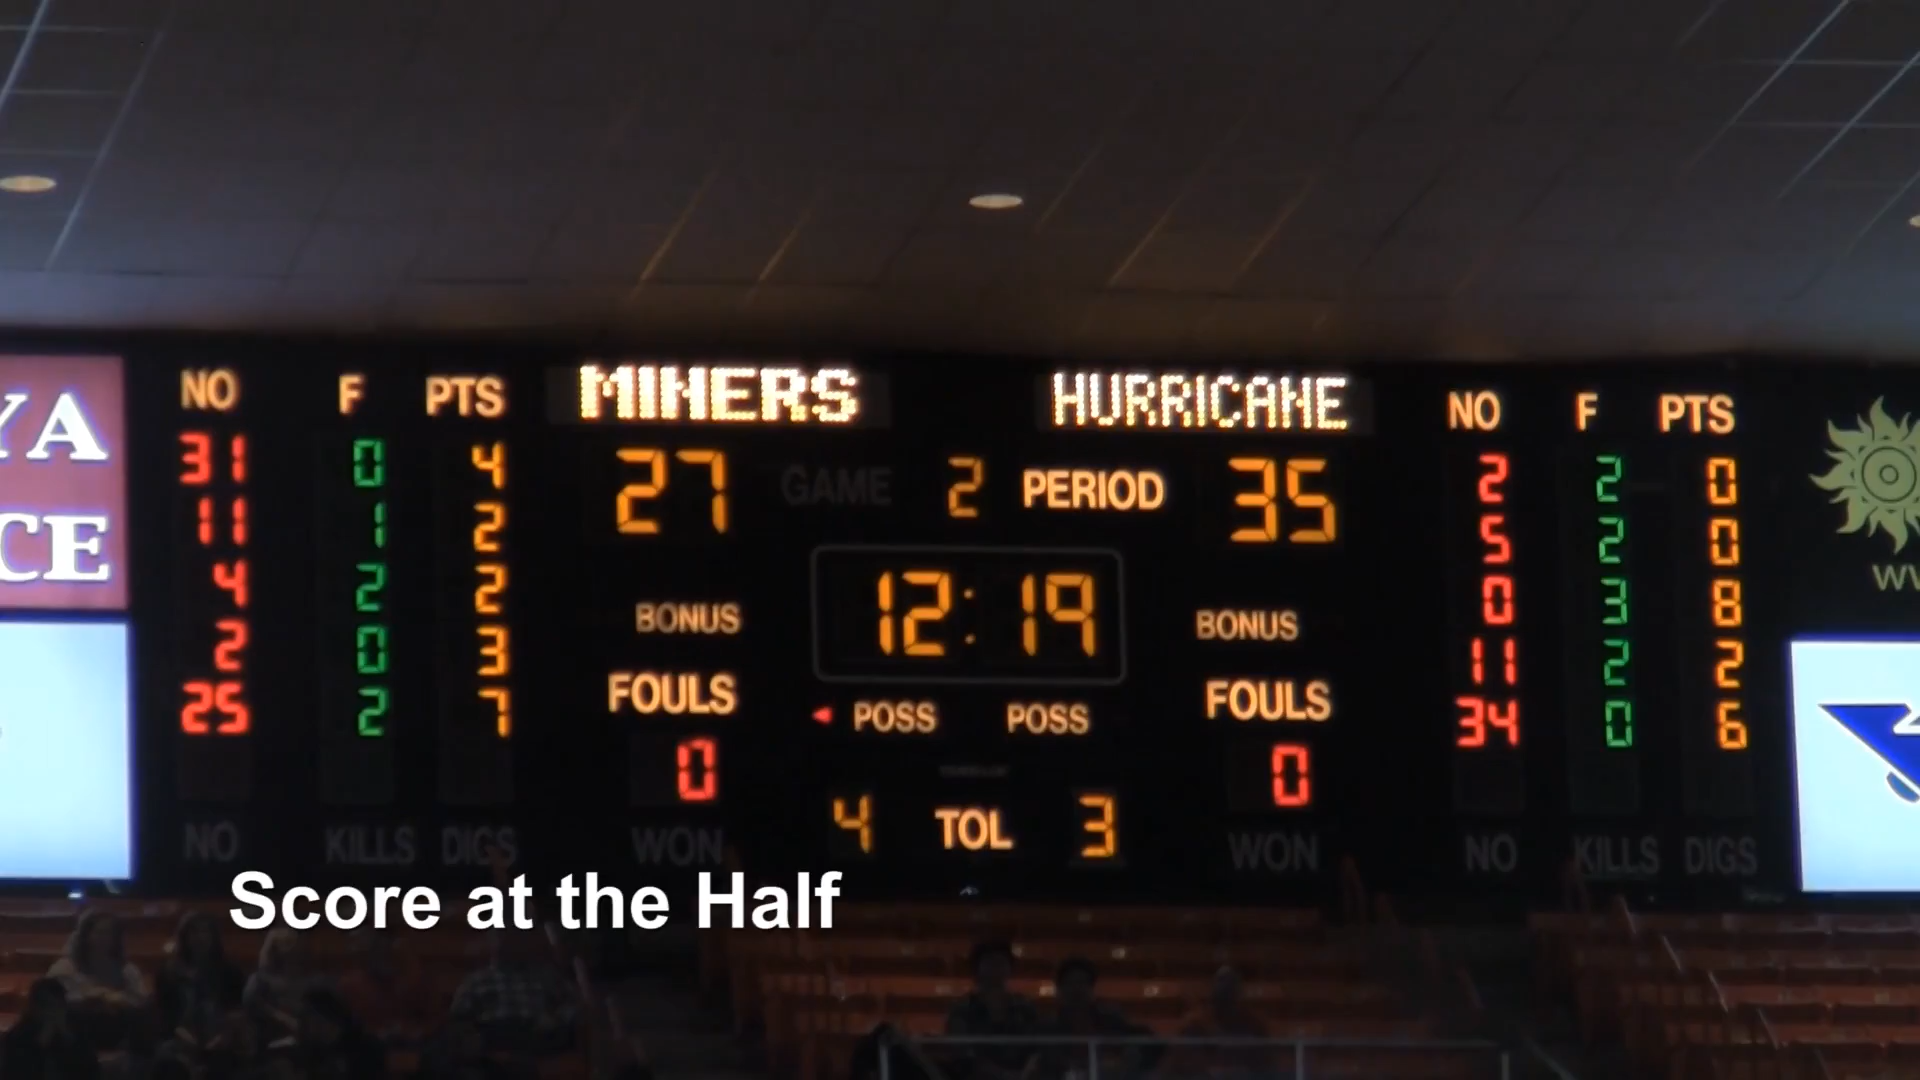 YA
CE
NO F PTS
31 0 4
11 1 2
4 2 2
2 0 3
25 2 7
NO KILLS DIGS
MINERS HURRICANE
27 GAME 2 PERIOD 35
12:19
BONUS BONUS
FOULS POSS POSS FOULS
0 0
4 TOL 3
WON WON
NO F PTS
2 2 0
5 2 0
0 3 8
11 2 2
34 0 6
NO KILLS DIGS
Score at the Half